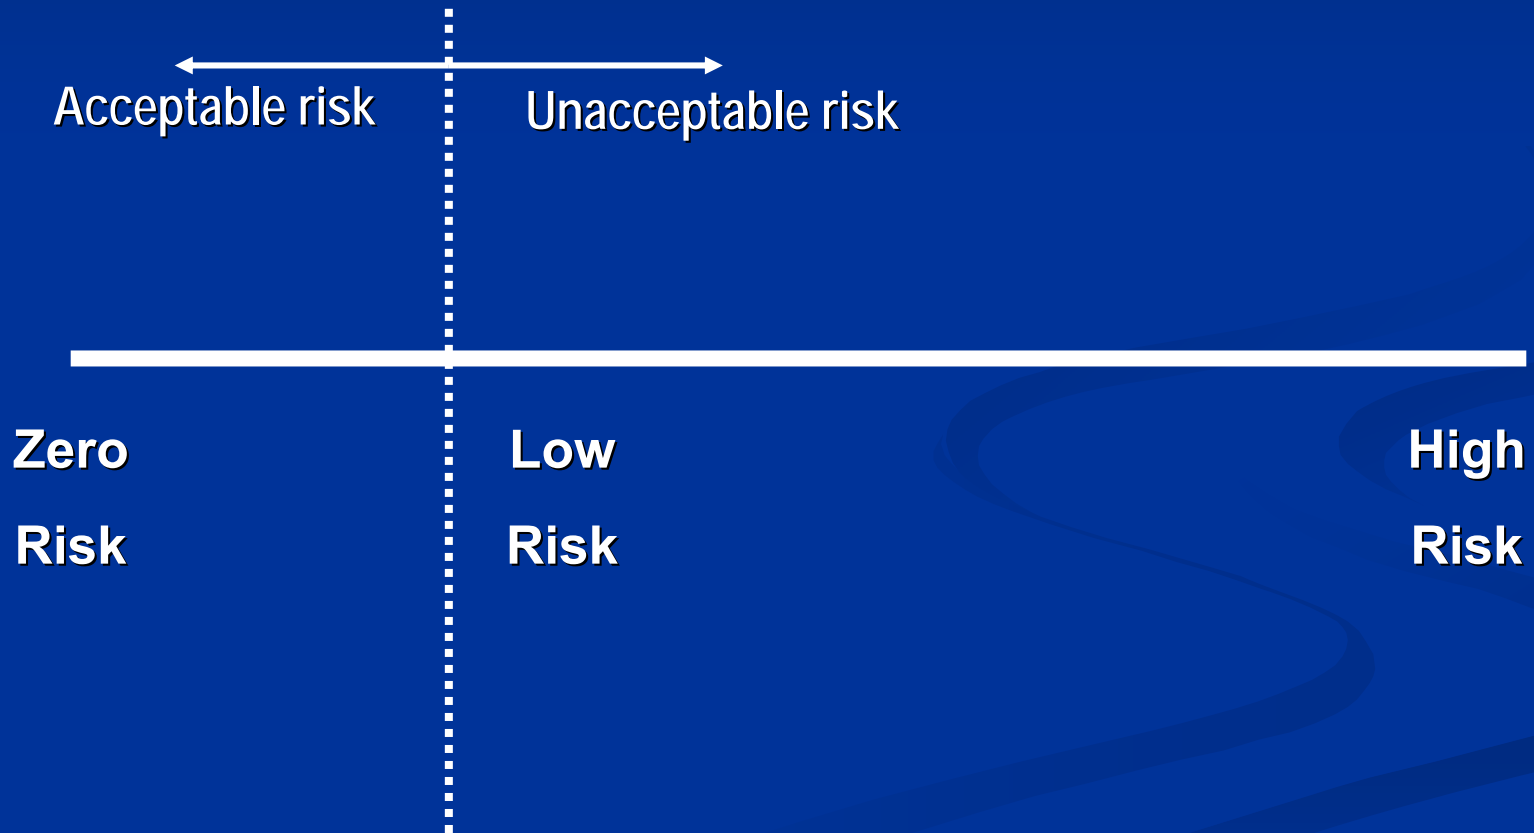 Acceptable risk
Unacceptable risk
Zero
Risk
Low
Risk
High
Risk